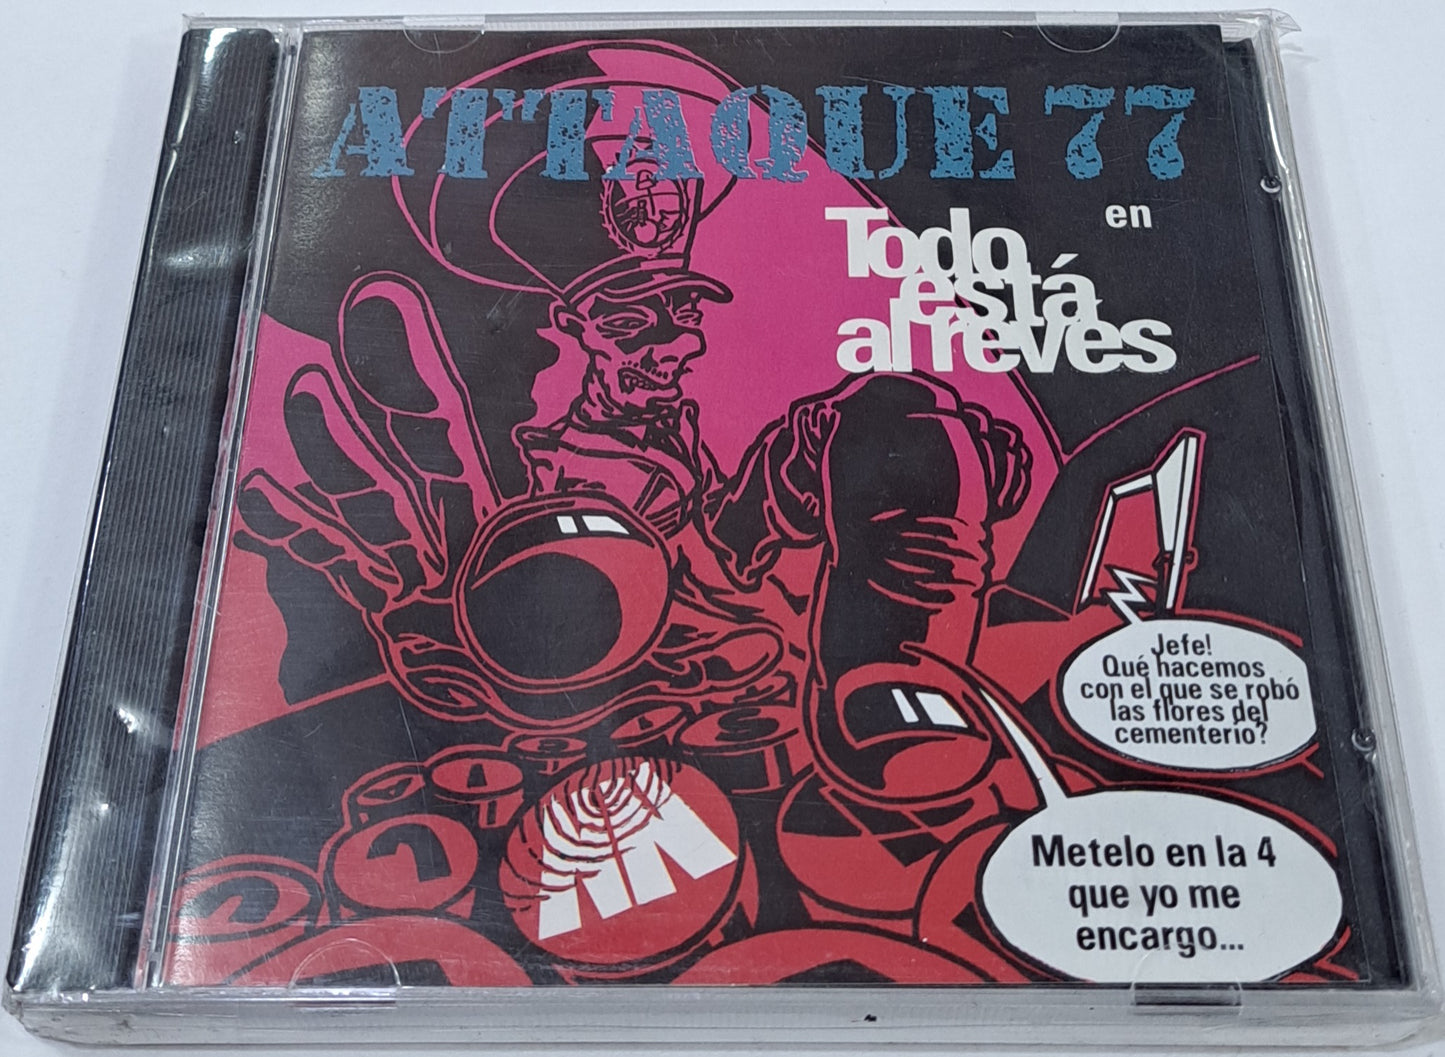 ATTAQUE 77
en
Todo
está
al revés
Jefe!
Qué hacemos
con el que se robó
las flores del
cementerio?
Metelo en la 4
que yo me
encargo...